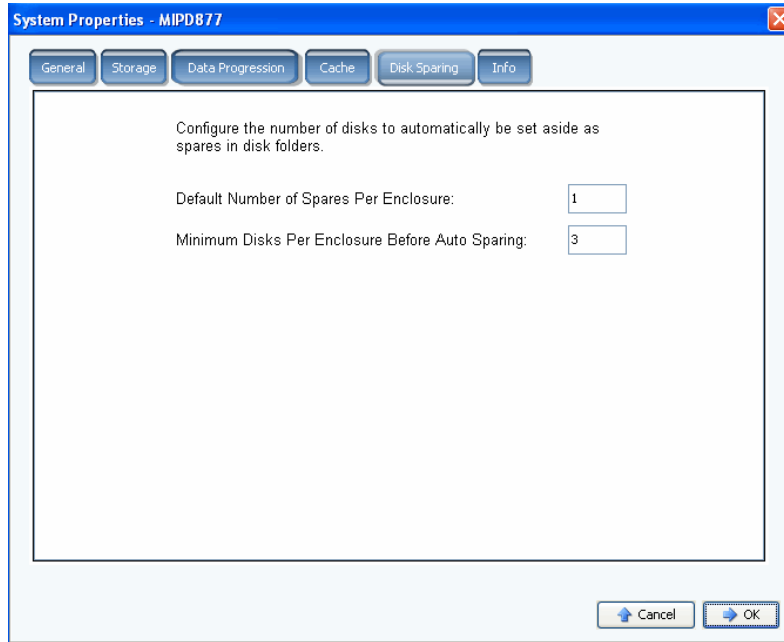 System Properties - MIPD877
General Storage Data Progression Cache Disk Sparing Info
Configure the number of disks to automatically be set aside as
spares in disk folders.
Default Number of Spares Per Enclosure: 1
Minimum Disks Per Enclosure Before Auto Sparing: 3
Cancel OK